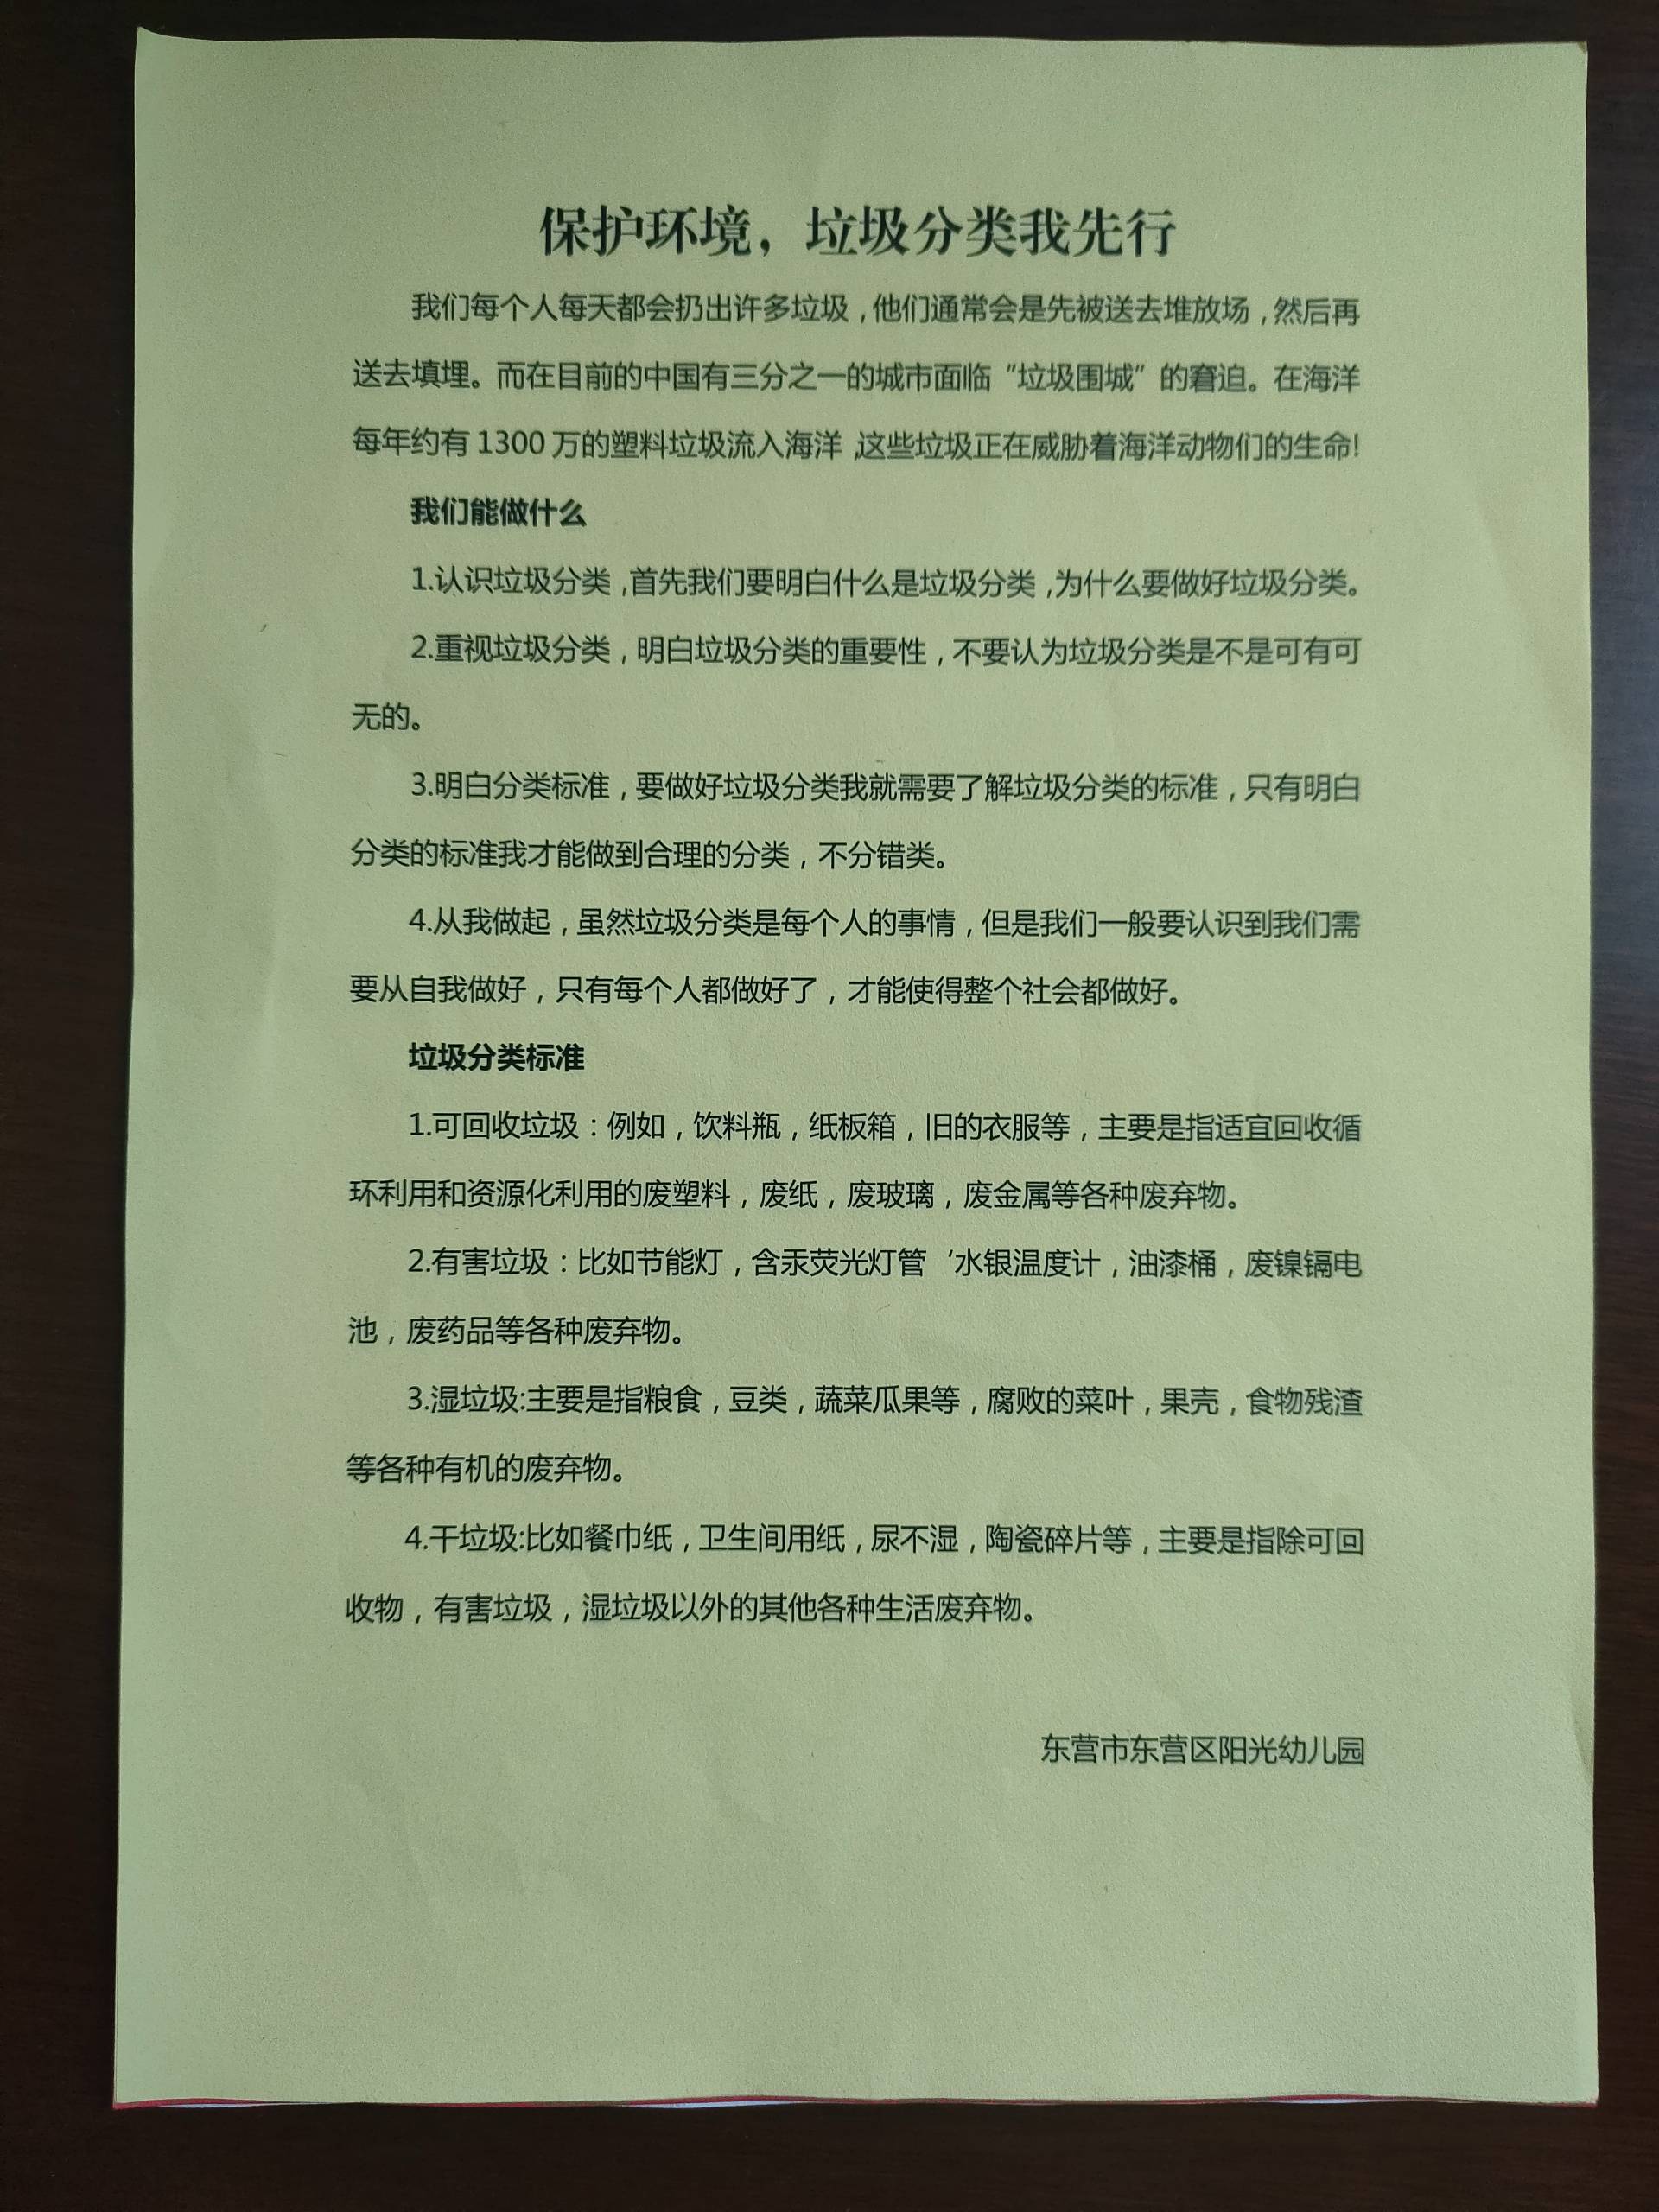 保护环境，垃圾分类我先行
我们每个人每天都会扔出许多垃圾，他们通常会是先被送去堆放场，然后再
送去填埋。而在目前的中国有三分之一的城市面临“垃圾围城”的窘迫。在海洋
每年约有1300万的塑料垃圾流入海洋，这些垃圾正在威胁着海洋动物们的生命！
我们能做什么
1.认识垃圾分类，首先我们要明白什么是垃圾分类，为什么要做好垃圾分类。
2.重视垃圾分类，明白垃圾分类的重要性，不要认为垃圾分类是不是可有可
无的。
3.明白分类标准，要做好垃圾分类我就需要了解垃圾分类的标准，只有明白
分类的标准我才能做到合理的分类，不分错类。
4.从我做起，虽然垃圾分类是每个人的事情，但是我们一般要认识到我们需
要从自我做好，只有每个人都做好了，才能使得整个社会都做好。
垃圾分类标准
1.可回收垃圾：例如，饮料瓶，纸板箱，旧的衣服等，主要是指适宜回收循
环利用和资源化利用的废塑料，废纸，废玻璃，废金属等各种废弃物。
2.有害垃圾：比如节能灯，含汞荧光灯管‘水银温度计，油漆桶，废镍镉电
池，废药品等各种废弃物。
3.湿垃圾:主要是指粮食，豆类，蔬菜瓜果等，腐败的菜叶，果壳，食物残渣
等各种有机的废弃物。
4.干垃圾:比如餐巾纸，卫生间用纸，尿不湿，陶瓷碎片等，主要是指除可回
收物，有害垃圾，湿垃圾以外的其他各种生活废弃物。
东营市东营区阳光幼儿园